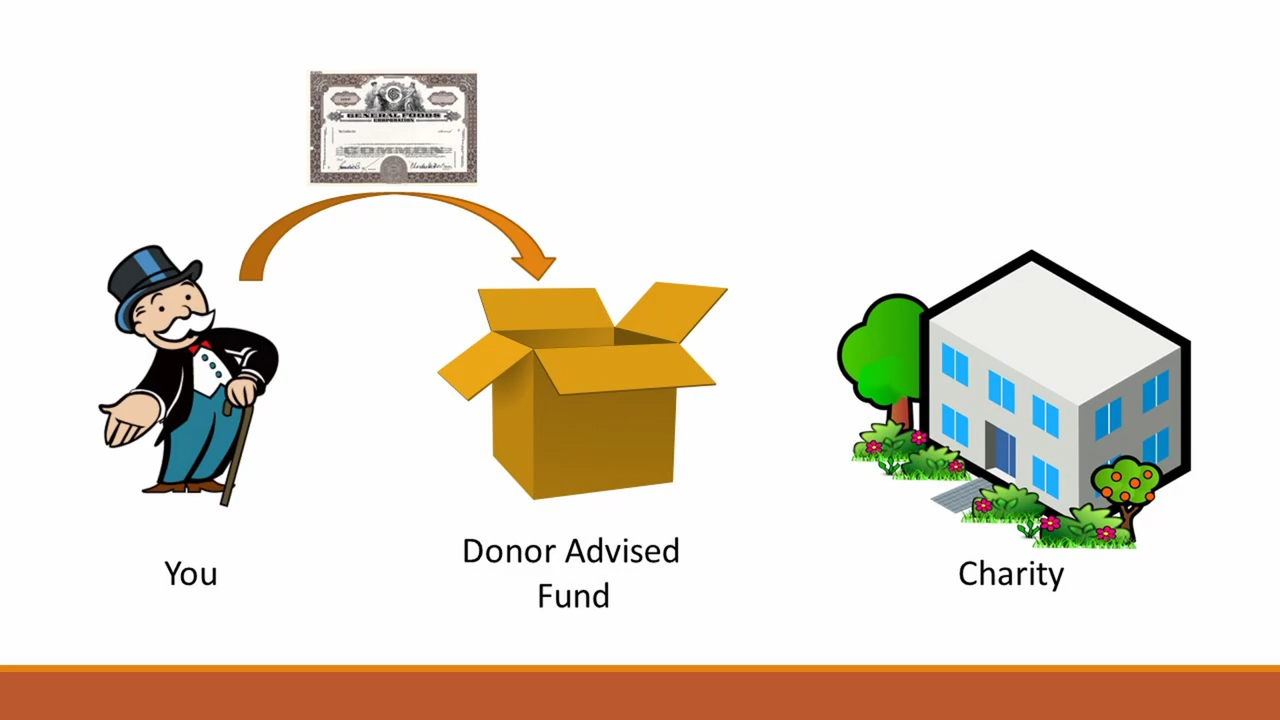 GENERAL FOODS
CORPORATION
COMMON
You
Donor Advised
Fund
Charity